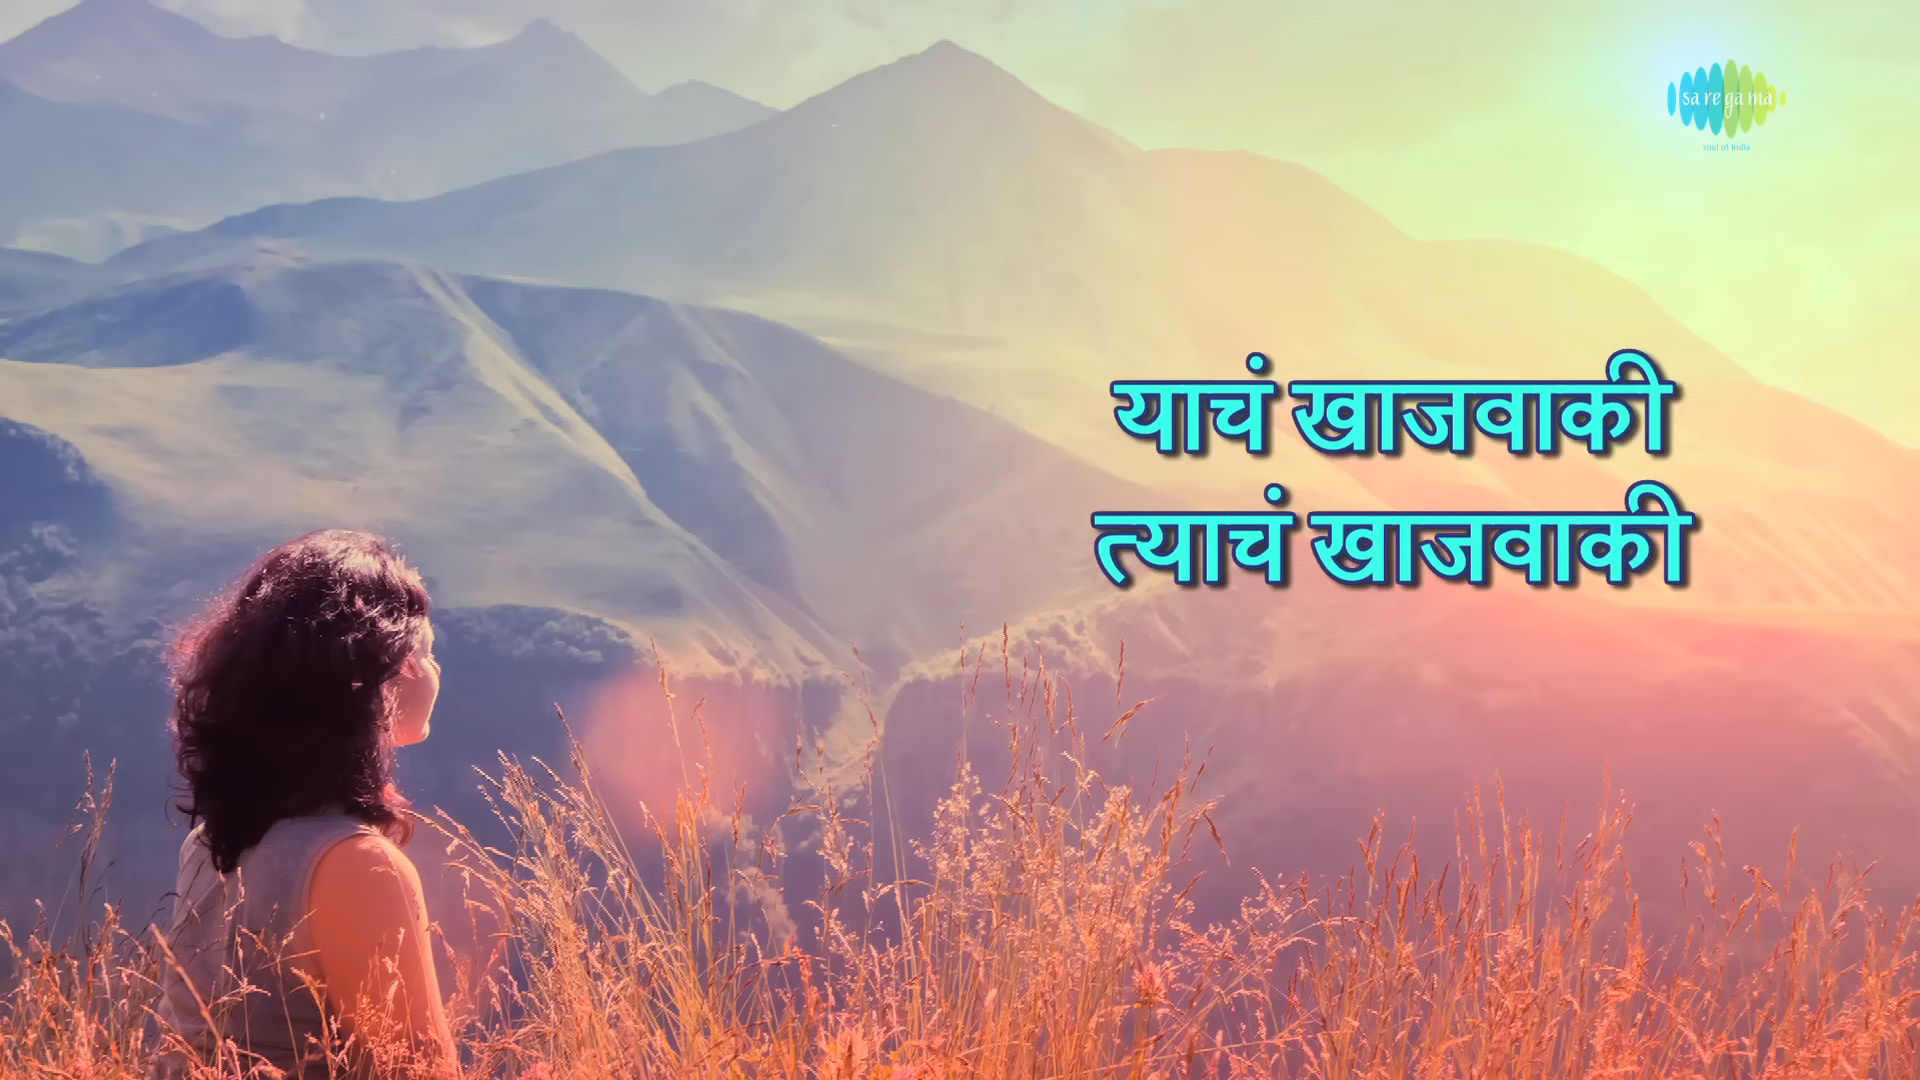 sa re ga ma
soul of India
याचं खाजवाकी
त्याचं खाजवाकी